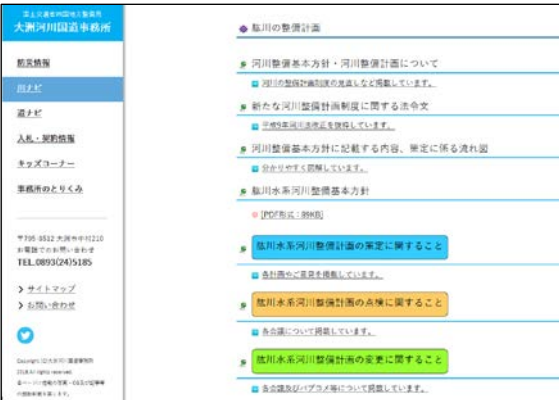 国土交通省四国地方整備局
大洲河川国道事務所
防災情報
川ナビ
道ナビ
入札・契約情報
キッズコーナー
事務所のとりくみ
〒795-8512 大洲市中村210
お電話でのお問い合わせ
TEL.0893(24)5185
サイトマップ
お問い合わせ
肱川の整備計画
河川整備基本方針・河川整備計画について
河川の整備計画制度の見直しなど掲載しています。
新たな河川整備計画制度に関する法令文
平成9年河川法改正を抜粋しています。
河川整備基本方針に記載する内容、策定に係る流れ図
分かりやすく図解しています。
肱川水系河川整備基本方針
[PDF形式：89KB]
肱川水系河川整備計画の策定に関すること
各計画やご意見を掲載しています。
肱川水系河川整備計画の点検に関すること
各会議について掲載しています。
肱川水系河川整備計画の変更に関すること
各会議及びパブコメ等について掲載しています。